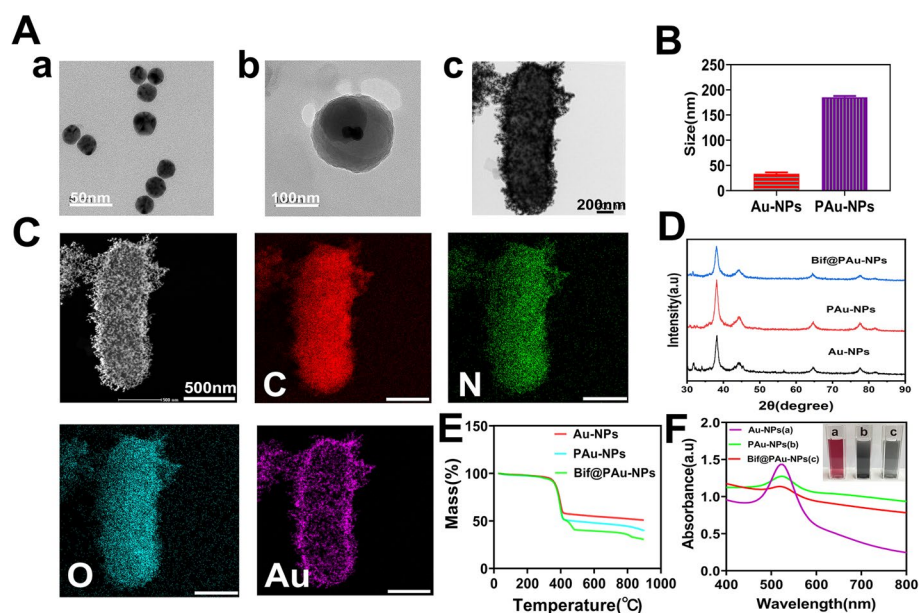 A
a
50nm
b
100nm
c
200nm
B
Size(nm)
250
200
150
100
50
0
Au-NPs
PAu-NPs
C
500nm
500 nm
C
N
O
Au
D
Intensity(a.u)
Bif@PAu-NPs
PAu-NPs
Au-NPs
30 40 50 60 70 80 90
2θ(degree)
E
Mass(%)
150
100
50
0
Au-NPs
PAu-NPs
Bif@PAu-NPs
0 200 400 600 800 1000
Temperature(℃)
F
Absorbance(a.u)
2.0
1.5
1.0
0.5
0.0
Au-NPs(a)
PAu-NPs(b)
Bif@PAu-NPs(c)
a b c
400 500 600 700 800
Wavelength(nm)